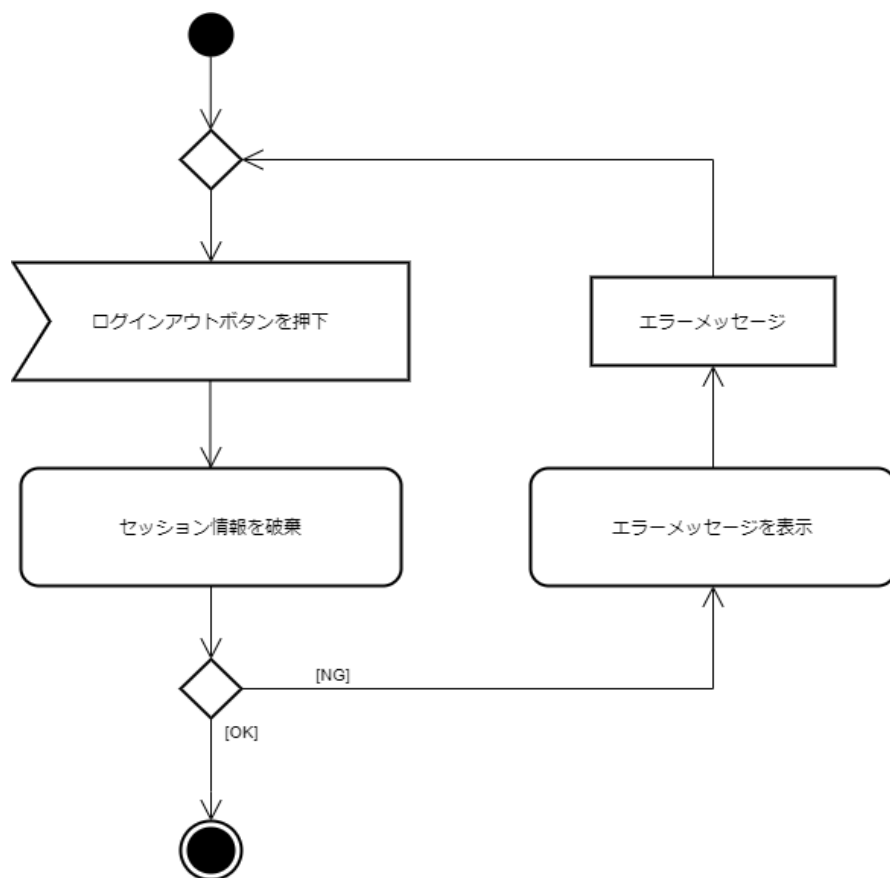 ログインアウトボタンを押下
エラーメッセージ
セッション情報を破棄
エラーメッセージを表示
[NG]
[OK]